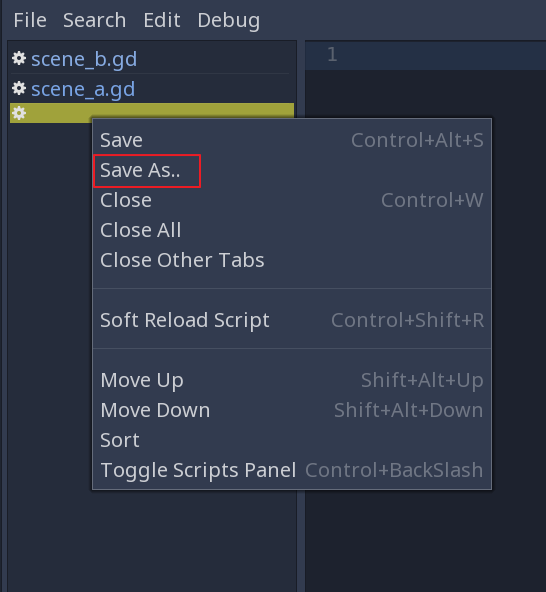 File Search Edit Debug
scene_b.gd
1
scene_a.gd
Save Control+Alt+S
Save As..
Close Control+W
Close All
Close Other Tabs
Soft Reload Script Control+Shift+R
Move Up Shift+Alt+Up
Move Down Shift+Alt+Down
Sort
Toggle Scripts Panel Control+BackSlash